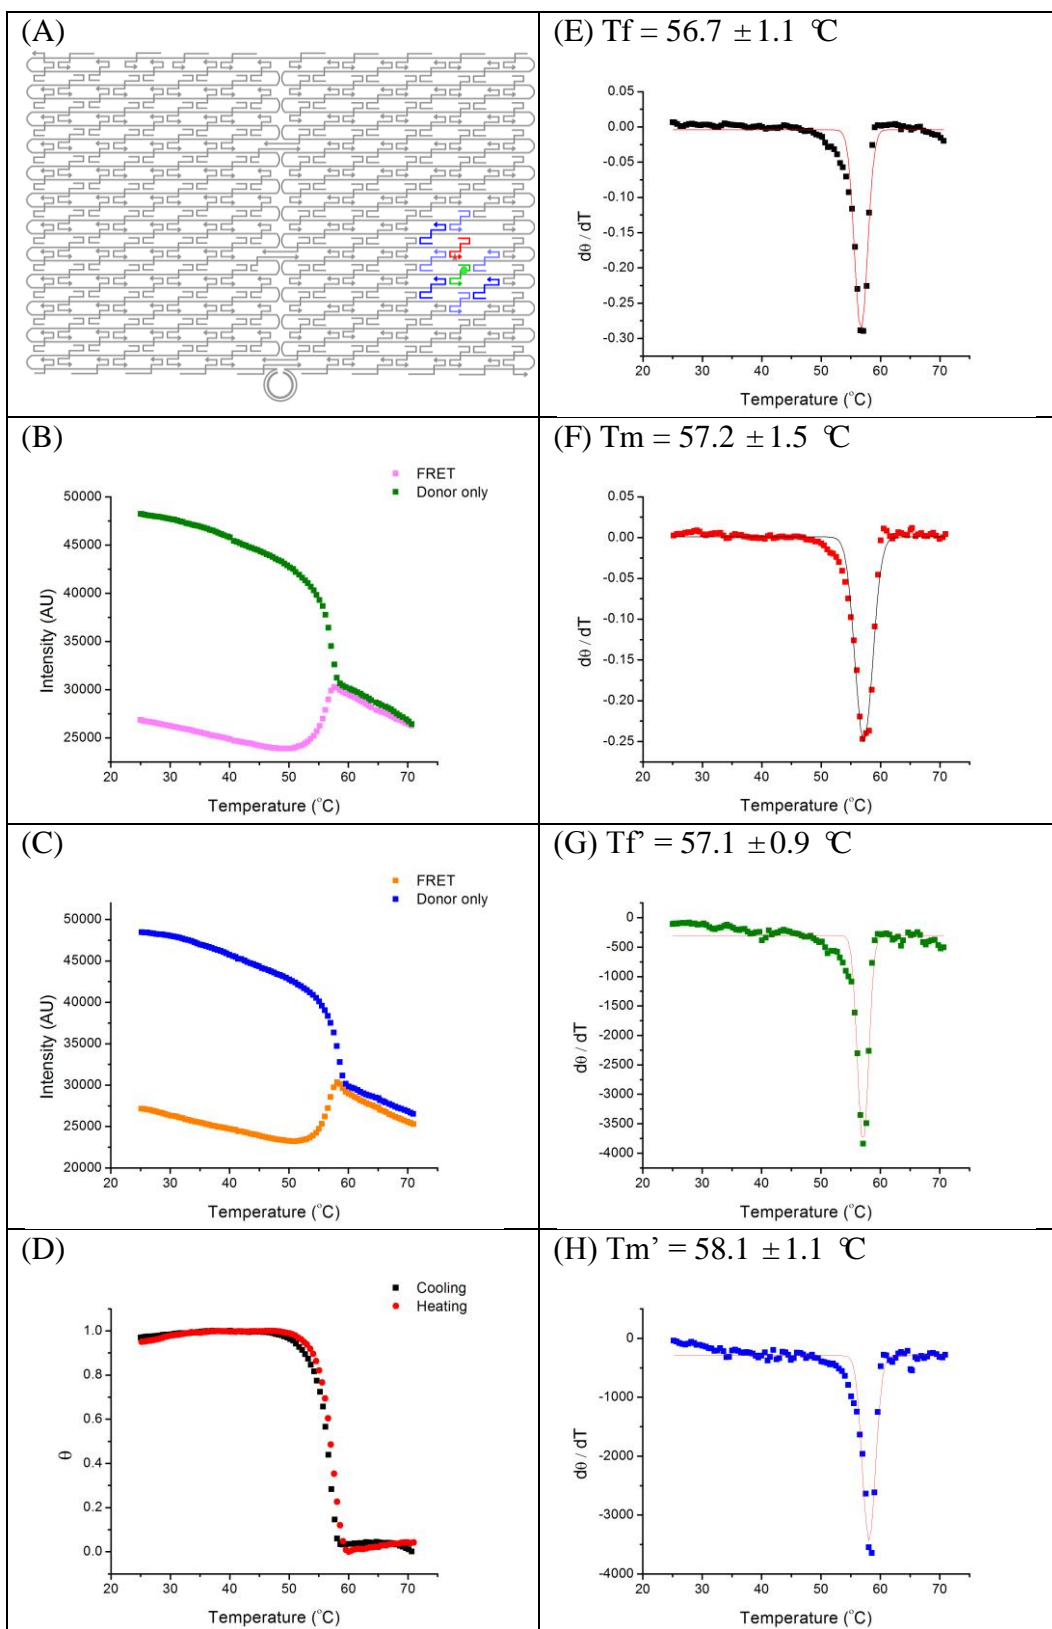 (A)
(E) Tf = 56.7 ± 1.1 ℃
0.05
0.00
-0.05
-0.10
-0.15
-0.20
-0.25
-0.30
dθ / dT
20 30 40 50 60 70
Temperature (°C)
(B)
FRET
Donor only
50000
45000
40000
35000
30000
25000
Intensity (AU)
20 30 40 50 60 70
Temperature (°C)
(F) Tm = 57.2 ± 1.5 ℃
0.05
0.00
-0.05
-0.10
-0.15
-0.20
-0.25
dθ / dT
20 30 40 50 60 70
Temperature (°C)
(C)
FRET
Donor only
50000
45000
40000
35000
30000
25000
20000
Intensity (AU)
20 30 40 50 60 70
Temperature (°C)
(G) Tf’ = 57.1 ± 0.9 ℃
0
-500
-1000
-1500
-2000
-2500
-3000
-3500
-4000
dθ / dT
20 30 40 50 60 70
Temperature (°C)
(D)
Cooling
Heating
1.0
0.8
0.6
0.4
0.2
0.0
θ
20 30 40 50 60 70
Temperature (°C)
(H) Tm’ = 58.1 ± 1.1 ℃
0
-1000
-2000
-3000
-4000
dθ / dT
20 30 40 50 60 70
Temperature (°C)